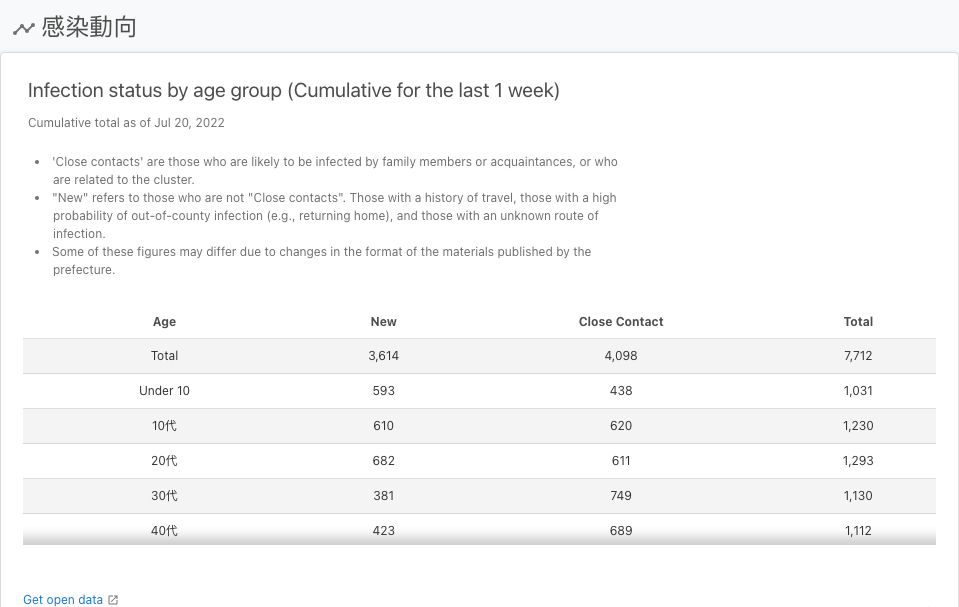 感染動向
Infection status by age group (Cumulative for the last 1 week)
Cumulative total as of Jul 20, 2022
• 'Close contacts' are those who are likely to be infected by family members or acquaintances, or who
are related to the cluster.
• "New" refers to those who are not "Close contacts". Those with a history of travel, those with a high
probability of out-of-county infection (e.g., returning home), and those with an unknown route of
infection.
• Some of these figures may differ due to changes in the format of the materials published by the
prefecture.
Age New Close Contact Total
Total 3,614 4,098 7,712
Under 10 593 438 1,031
10代 610 620 1,230
20代 682 611 1,293
30代 381 749 1,130
40代 423 689 1,112
Get open data